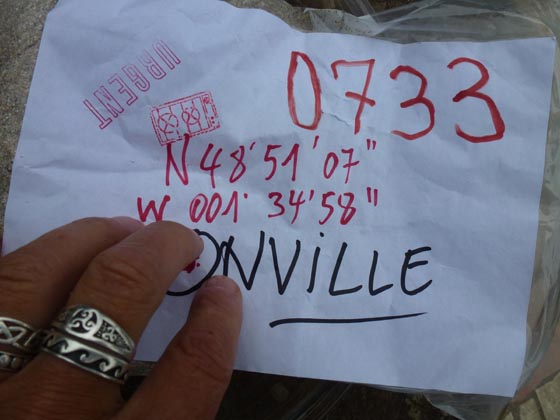 URGENT
0733
N 48'51'07"
W 001' 34'58"
ONVILLE